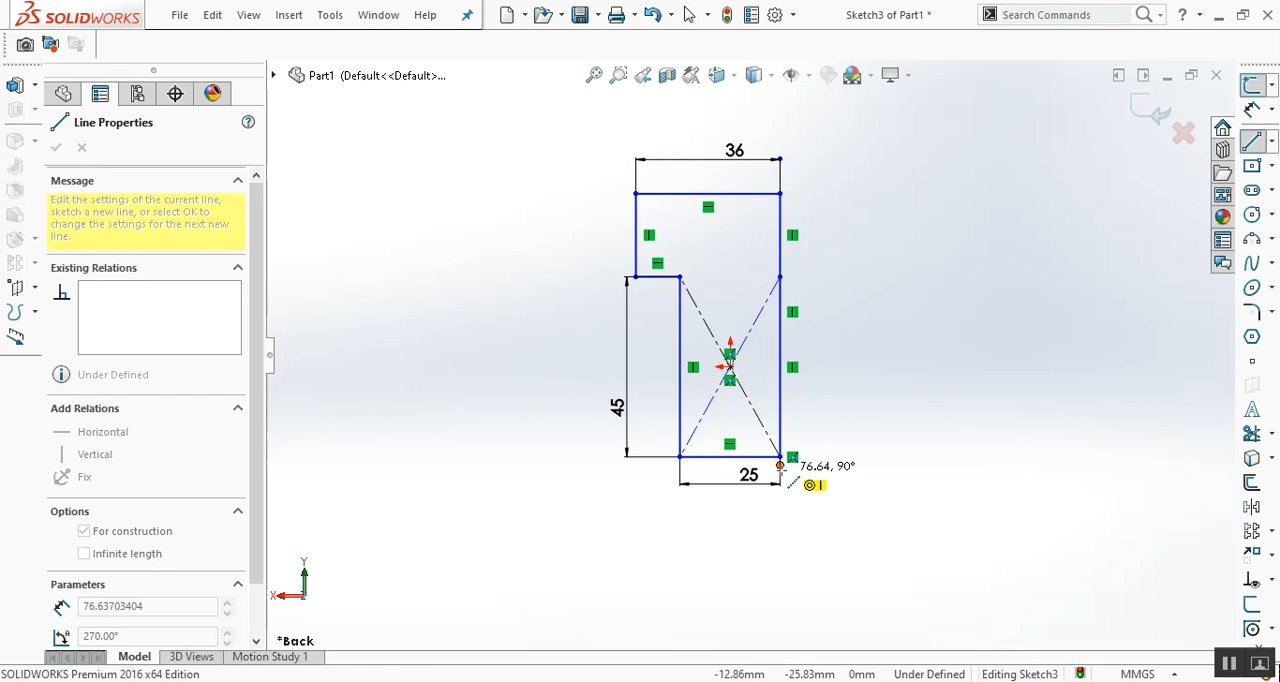 SOLIDWORKS
File Edit View Insert Tools Window Help
Sketch3 of Part1 *
Search Commands
?
Part1 (Default<<Default>...
Line Properties
Message
Edit the settings of the current line,
sketch a new line, or select OK to
change the settings for the next new
line.
Existing Relations
Under Defined
Add Relations
Horizontal
Vertical
Fix
Options
For construction
Infinite length
Parameters
76.63703404
270.00°
36
45
25
76.64, 90°
Y
X
*Back
Model 3D Views Motion Study 1
SOLIDWORKS Premium 2016 x64 Edition
-12.86mm -25.83mm 0mm Under Defined Editing Sketch3 MMGS